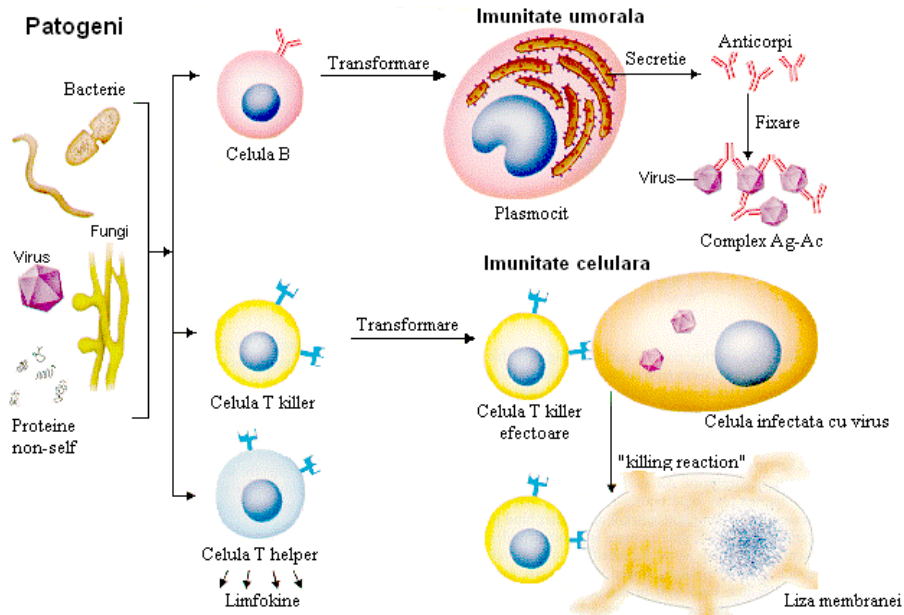 Patogeni
Bacterie
Virus
Fungi
Proteine
non-self
Imunitate umorala
Celula B
Transformare
Plasmocit
Secretie
Anticorpi
Fixare
Virus
Complex Ag-Ac
Imunitate celulara
Celula T killer
Transformare
Celula T killer
efectoare
Celula infectata cu virus
"killing reaction"
Liza membranei
Celula T helper
Limfokine